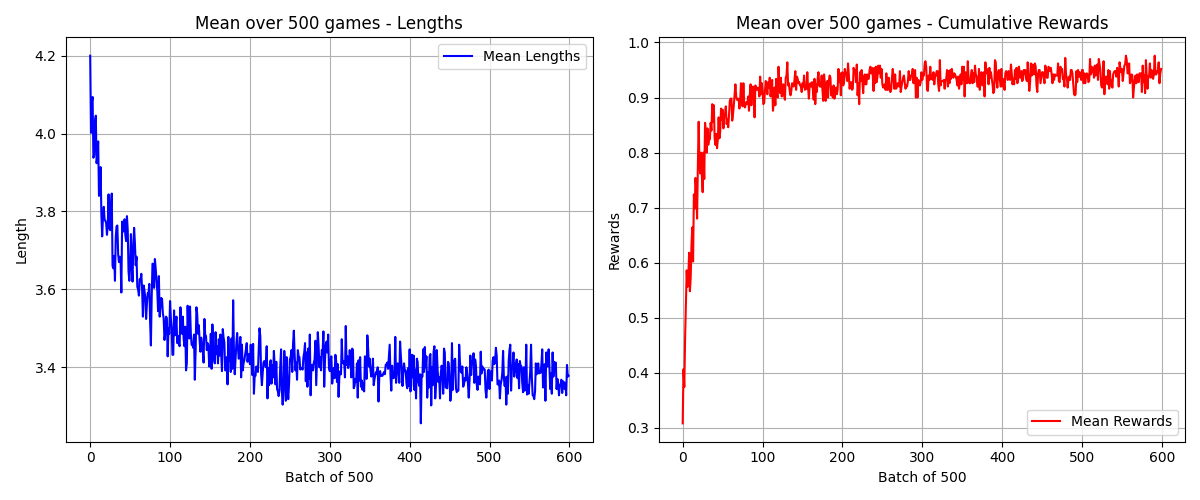 Mean over 500 games - Lengths
Mean Lengths
4.2
4.0
3.8
3.6
3.4
Length
0 100 200 300 400 500 600
Batch of 500
Mean over 500 games - Cumulative Rewards
1.0
0.9
0.8
0.7
0.6
0.5
0.4
0.3
Rewards
Mean Rewards
0 100 200 300 400 500 600
Batch of 500